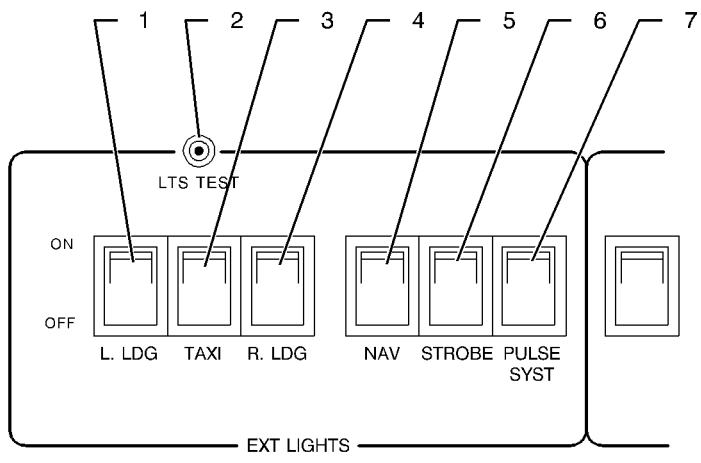 1 2 3 4 5 6 7
LTS TEST
ON
OFF
L. LDG TAXI R. LDG NAV STROBE PULSE
SYST
EXT LIGHTS